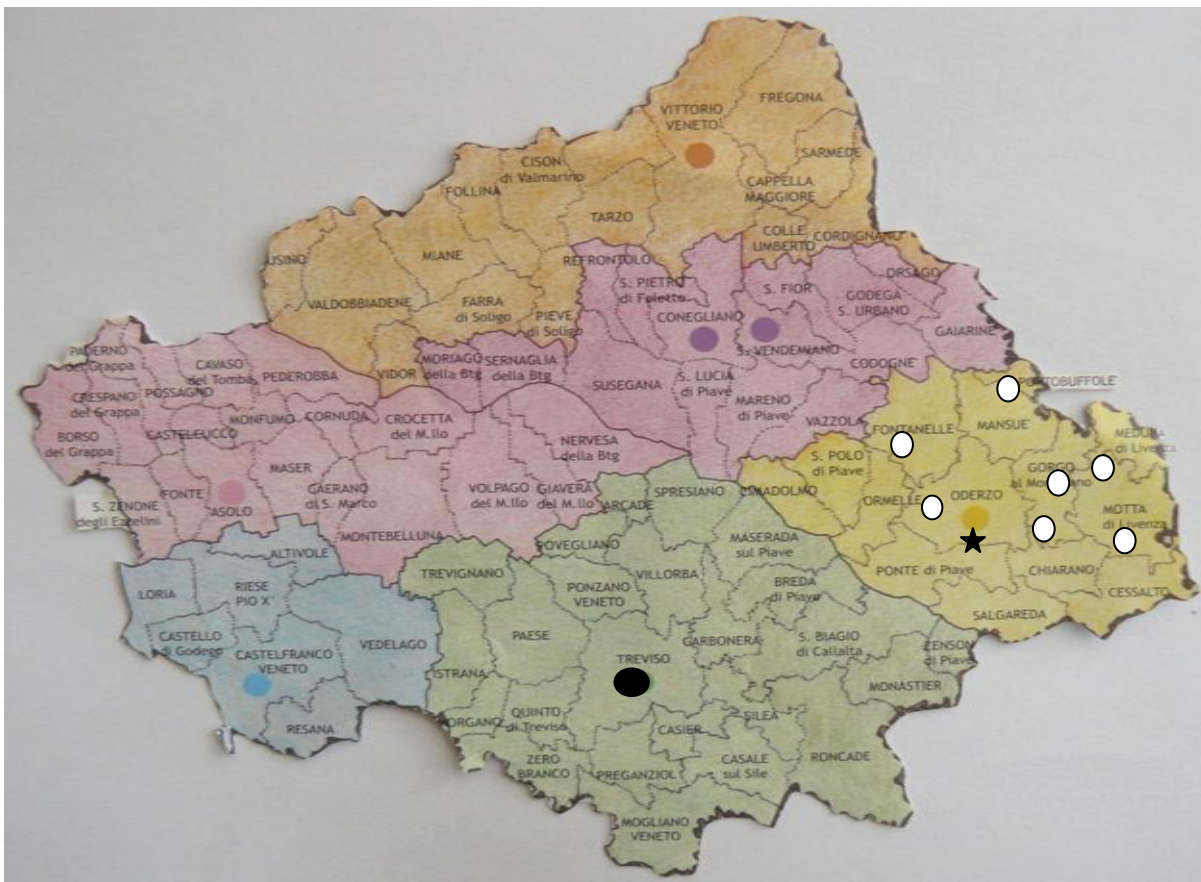 FREGONA
VITTORIO
VENETO
SARMEDE
CISON
di Valmarino
FOLLINA
CAPPELLA
MAGGIORE
TARZO
COLLE
UMBERTO
CORDIGNANO
MIANE
USINO
REFRONTOLO
ORSAGO
S. PIETRO
di Feletto
S. FIOR
GODEGA
S. URBANO
VALDOBBIADENE
FARRA
di Soligo
PIEVE
di Soligo
CONEGLIANO
GAIARINE
S. VENDEMIANO
PADERNO
del Grappa
CAVASO
del Tomba
PEDEROBBA
VIDOR
MORIAGO
della Btg
SERNAGLIA
della Btg
CODOGNE'
SUSEGANA
S. LUCIA
di Piave
PORTOBUFFOLE'
CRESPANO
del Grappa
POSSAGNO
MARENO
di Piave
MONFUMO
CORNUDA
CROCETTA
del M.llo
VAZZOLA
FONTANELLE
MANSUE'
BORSO
del Grappa
CASTELCUCCO
NERVESA
della Btg
MEDUNA
di Livenza
MASER
S. POLO
di Piave
GORGO
al Monticano
FONTE
ASOLO
CAERANO
di S. Marco
VOLPAGO
del M.llo
GIAVERA
del M.llo
ARCADE
SPRESIANO
CIMADOLMO
ORMELLE
ODERZO
S. ZENONE
degli Ezzelini
MOTTA
di Livenza
MONTEBELLUNA
POVEGLIANO
MASERADA
sul Piave
ALTIVOLE
TREVIGNANO
VILLORBA
PONTE di Piave
CHIARANO
LORIA
RIESE
PIO X°
PONZANO
VENETO
BREDA
di Piave
CESSALTO
SALGAREDA
CASTELLO
di Godego
CASTELFRANCO
VENETO
VEDELAGO
PAESE
CARBONERA
S. BIAGIO
di Callalta
ZENSON
di Piave
ISTRANA
TREVISO
MONASTIER
RESANA
MORGANO
QUINTO
di Treviso
SILEA
CASIER
ZERO
BRANCO
PREGANZIOL
CASALE
sul Sile
RONCADE
MOGLIANO
VENETO